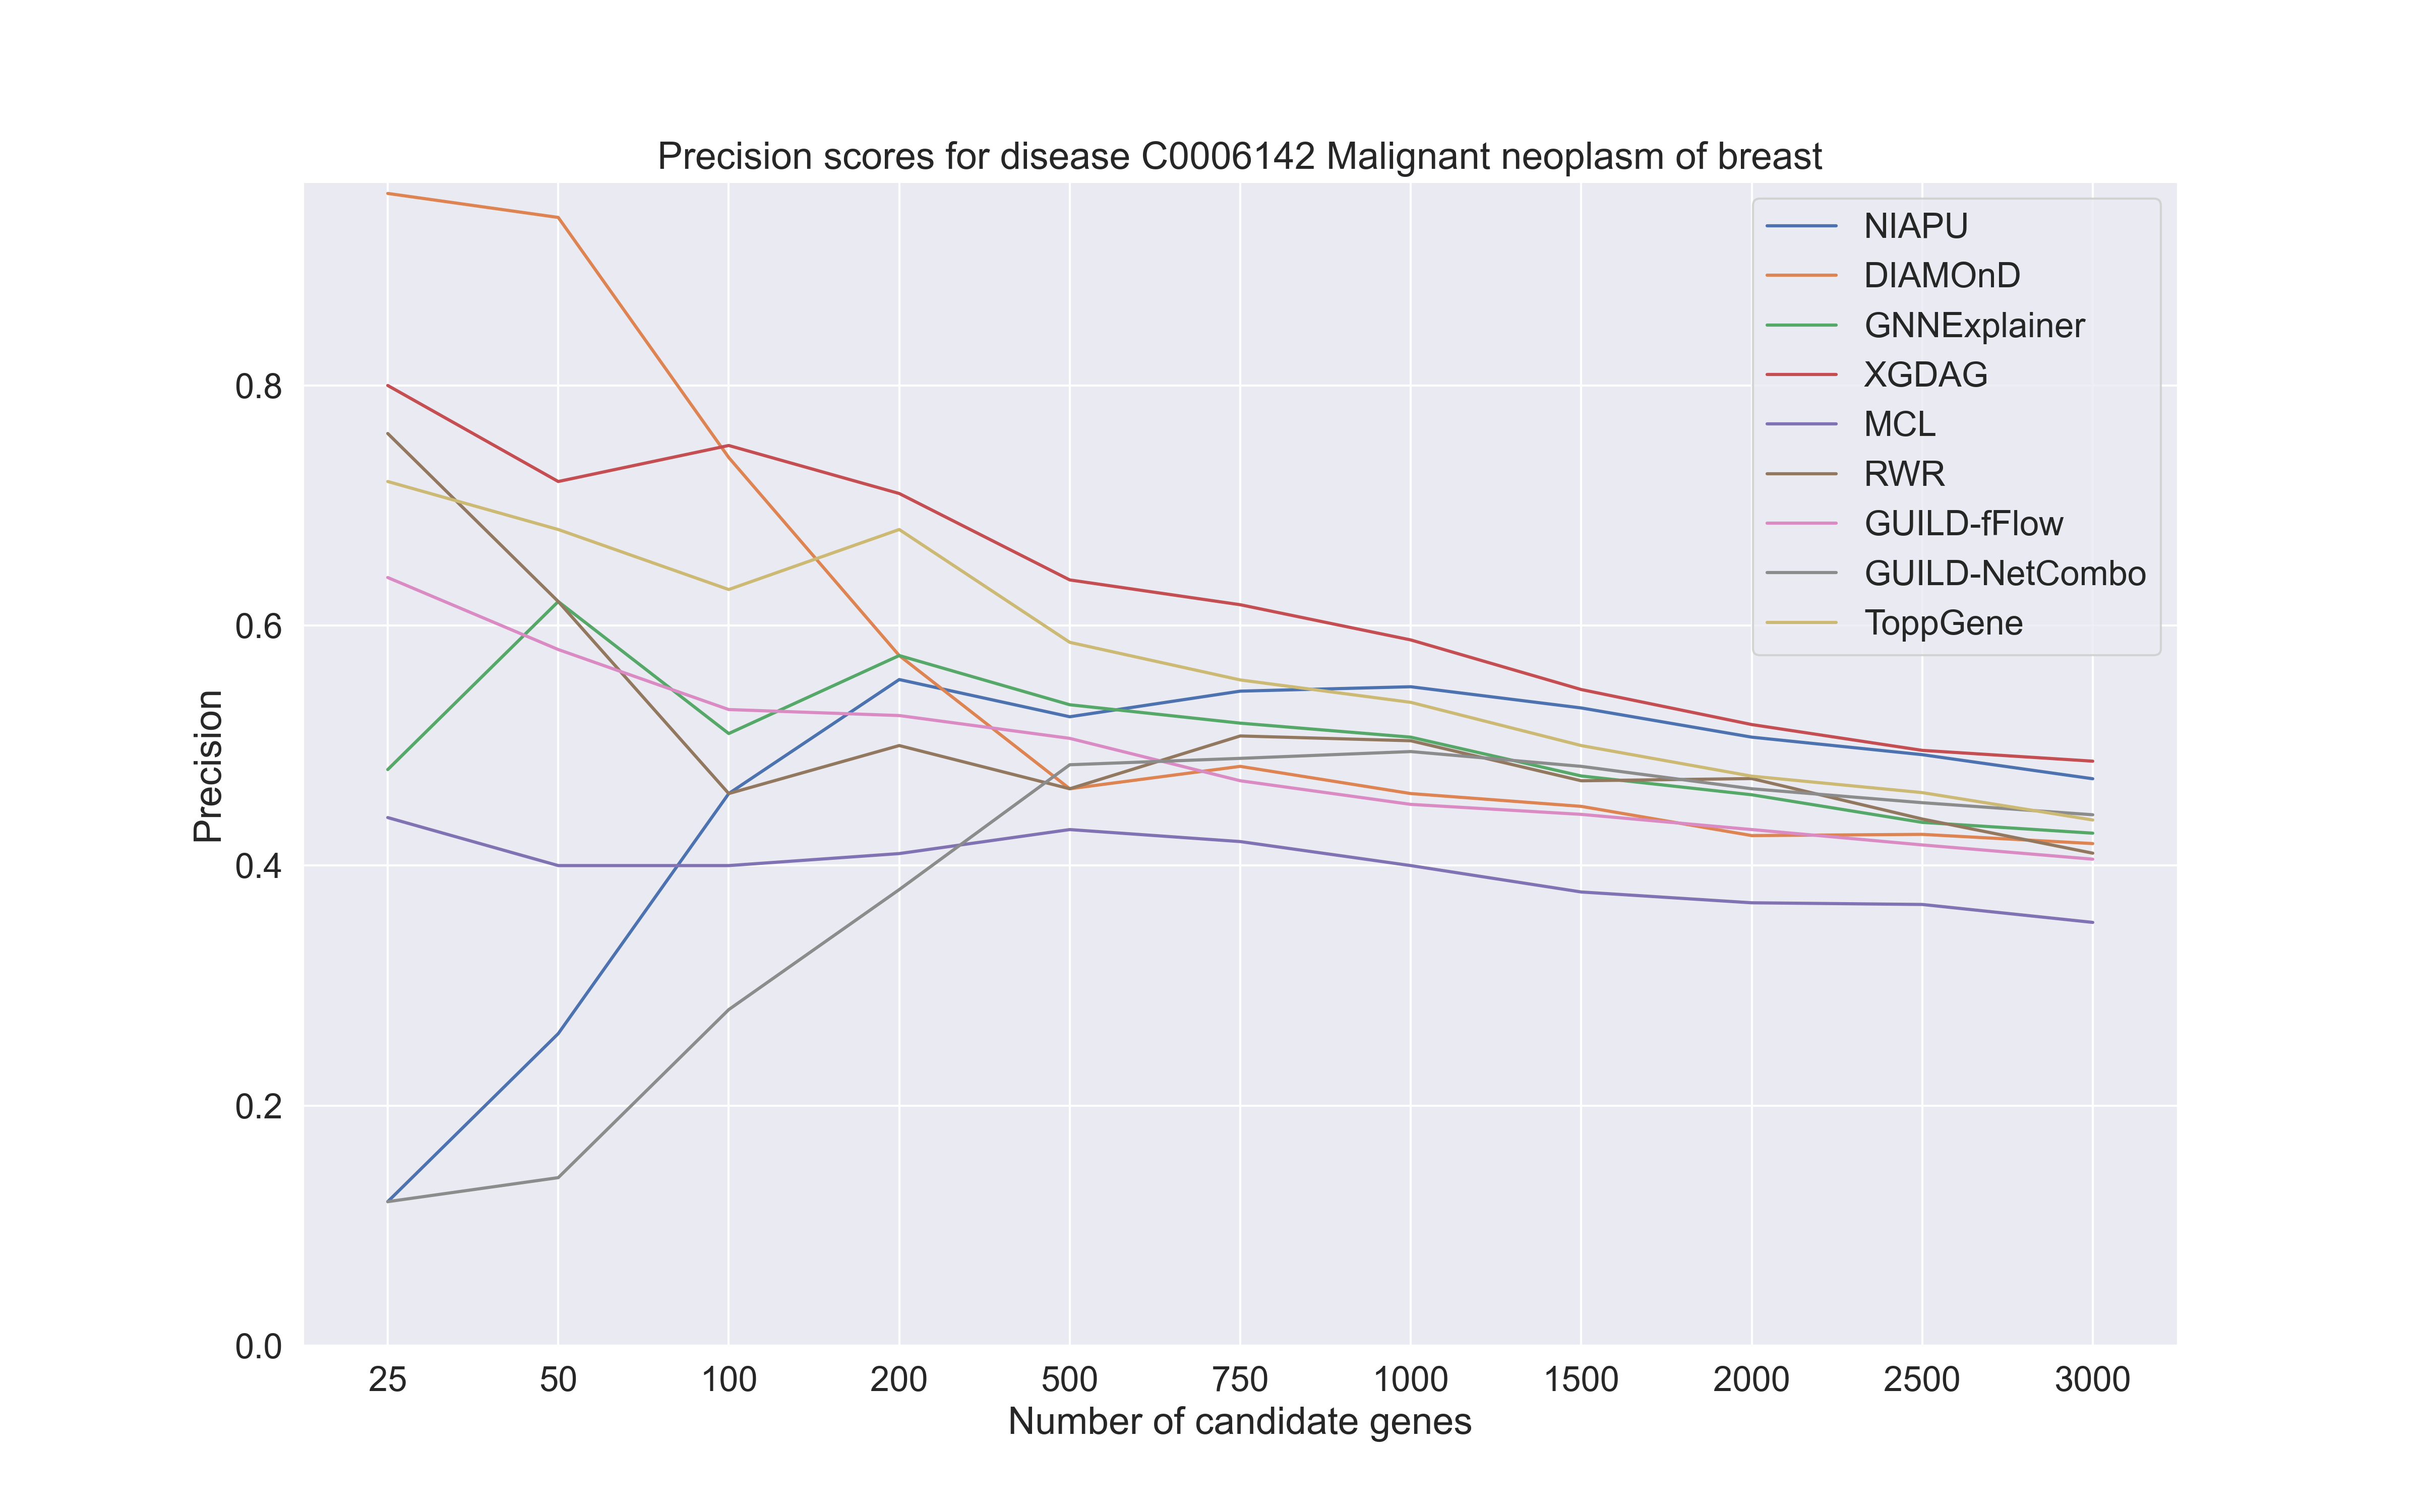 Precision scores for disease C0006142 Malignant neoplasm of breast
NIAPU
DIAMOnD
GNNExplainer
XGDAG
MCL
RWR
GUILD-fFlow
GUILD-NetCombo
ToppGene
Precision
0.8
0.6
0.4
0.2
0.0
25 50 100 200 500 750 1000 1500 2000 2500 3000
Number of candidate genes